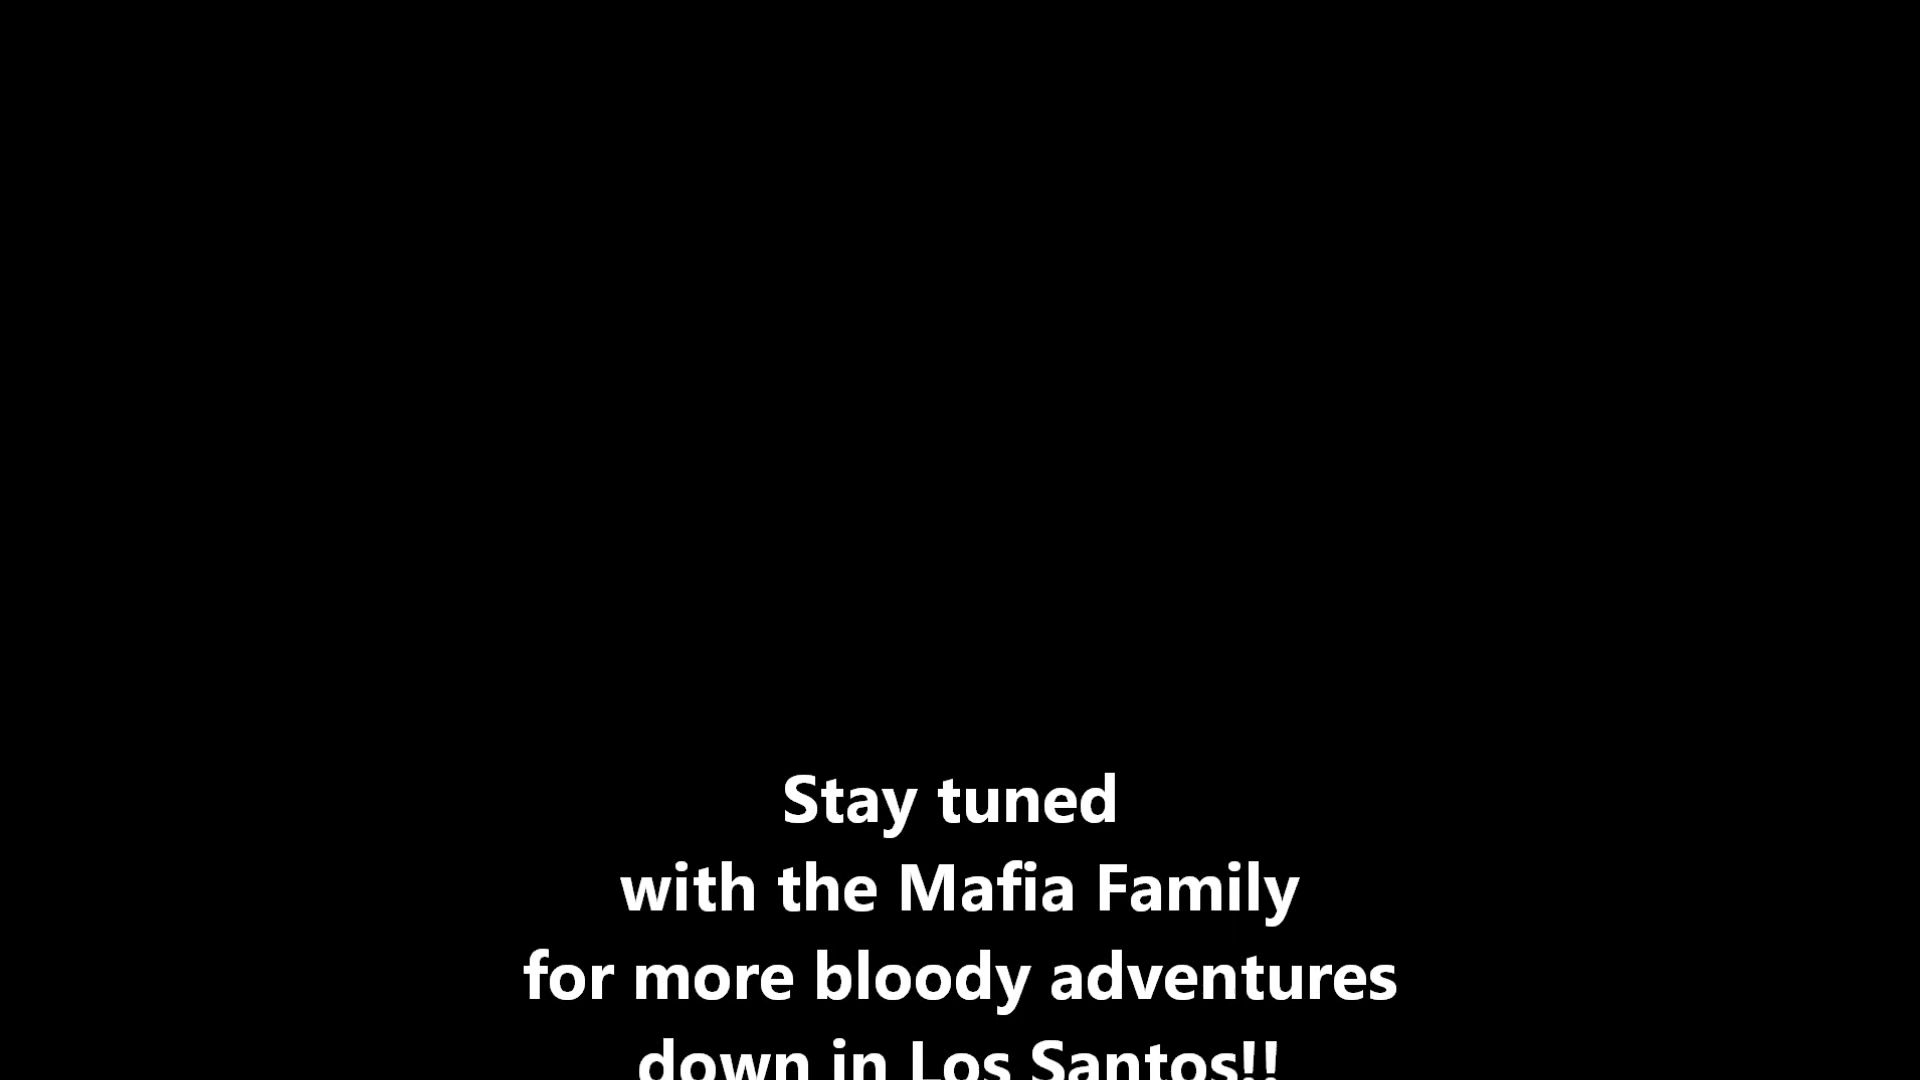 Stay tuned
with the Mafia Family
for more bloody adventures
down in Los Santos!!